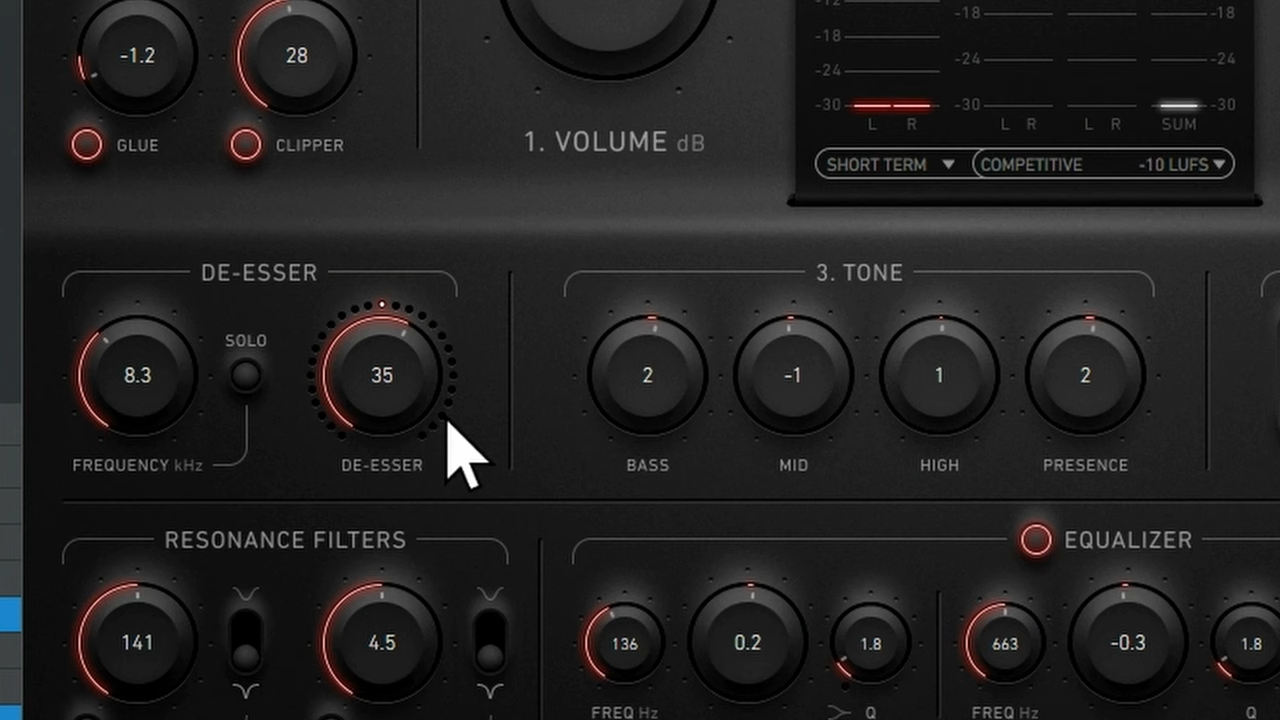 -1.2
28
GLUE
CLIPPER
1. VOLUME dB
-12
-18
-24
-30
-18
-24
-30
-18
-24
-30
L R
L R
L R
SUM
SHORT TERM
COMPETITIVE
-10 LUFS
DE-ESSER
8.3
SOLO
35
FREQUENCY kHz
DE-ESSER
3. TONE
2
-1
1
2
BASS
MID
HIGH
PRESENCE
RESONANCE FILTERS
141
4.5
EQUALIZER
136
0.2
1.8
663
-0.3
1.8
FREQ Hz
Q
FREQ Hz
Q